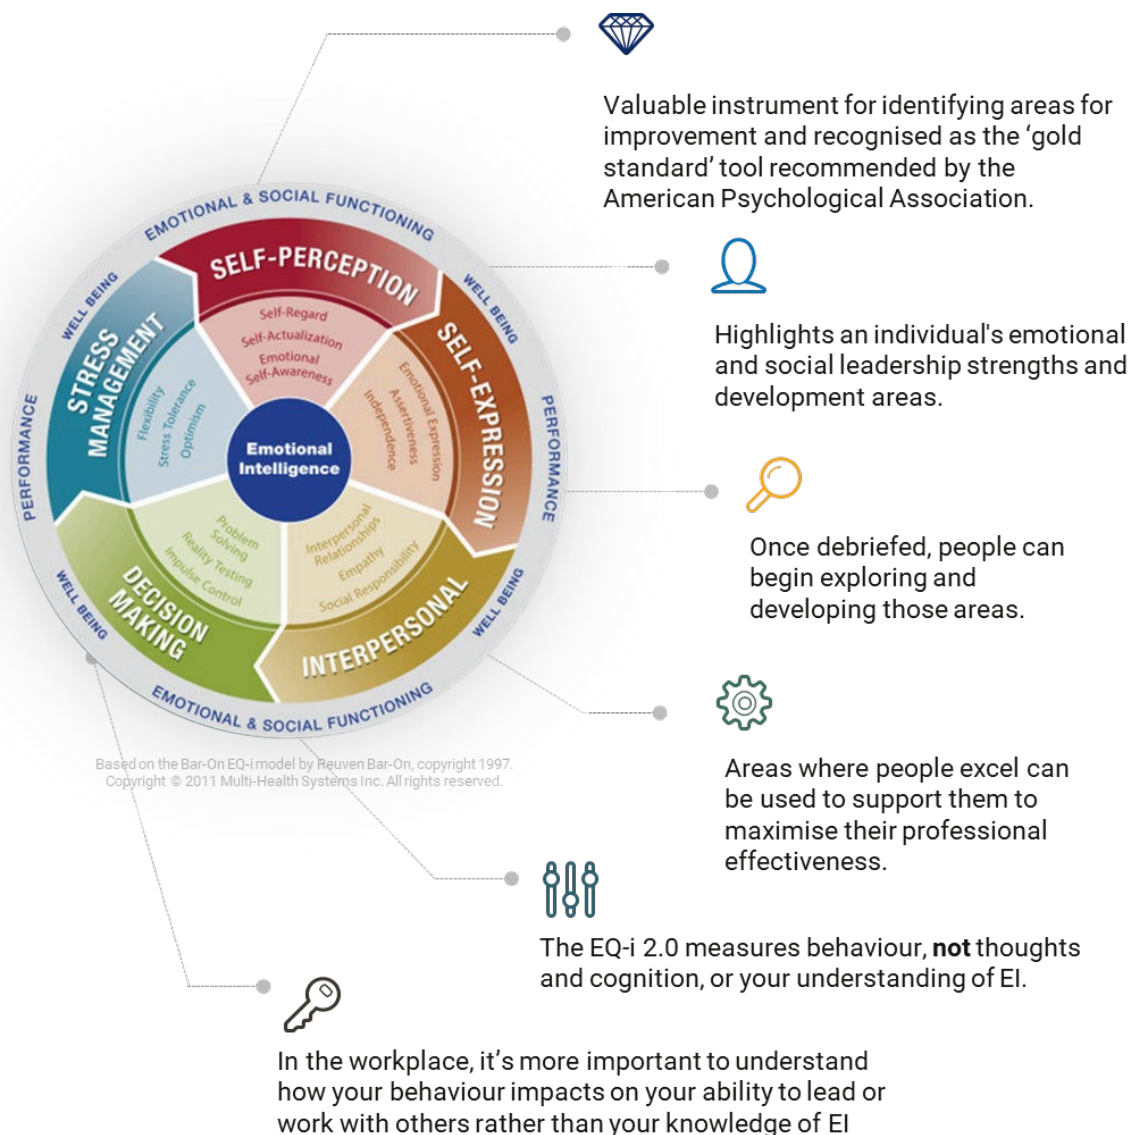 Valuable instrument for identifying areas for
improvement and recognised as the ‘gold
standard’ tool recommended by the
American Psychological Association.
EMOTIONAL & SOCIAL FUNCTIONING
WELL BEING
WELL BEING
PERFORMANCE
PERFORMANCE
WELL BEING
WELL BEING
EMOTIONAL & SOCIAL FUNCTIONING
SELF-PERCEPTION
Self-Regard
Self-Actualization
Emotional
Self-Awareness
SELF-EXPRESSION
Emotional Expression
Assertiveness
Independence
INTERPERSONAL
Interpersonal
Relationships
Empathy
Social Responsibility
DECISION
MAKING
Problem
Solving
Reality Testing
Impulse Control
STRESS
MANAGEMENT
Flexibility
Stress Tolerance
Optimism
Emotional
Intelligence
Highlights an individual's emotional
and social leadership strengths and
development areas.
Once debriefed, people can
begin exploring and
developing those areas.
Areas where people excel can
be used to support them to
maximise their professional
effectiveness.
Based on the Bar-On EQ-i model by Reuven Bar-On, copyright 1997.
Copyright © 2011 Multi-Health Systems Inc. All rights reserved.
The EQ-i 2.0 measures behaviour, not thoughts
and cognition, or your understanding of EI.
In the workplace, it’s more important to understand
how your behaviour impacts on your ability to lead or
work with others rather than your knowledge of EI